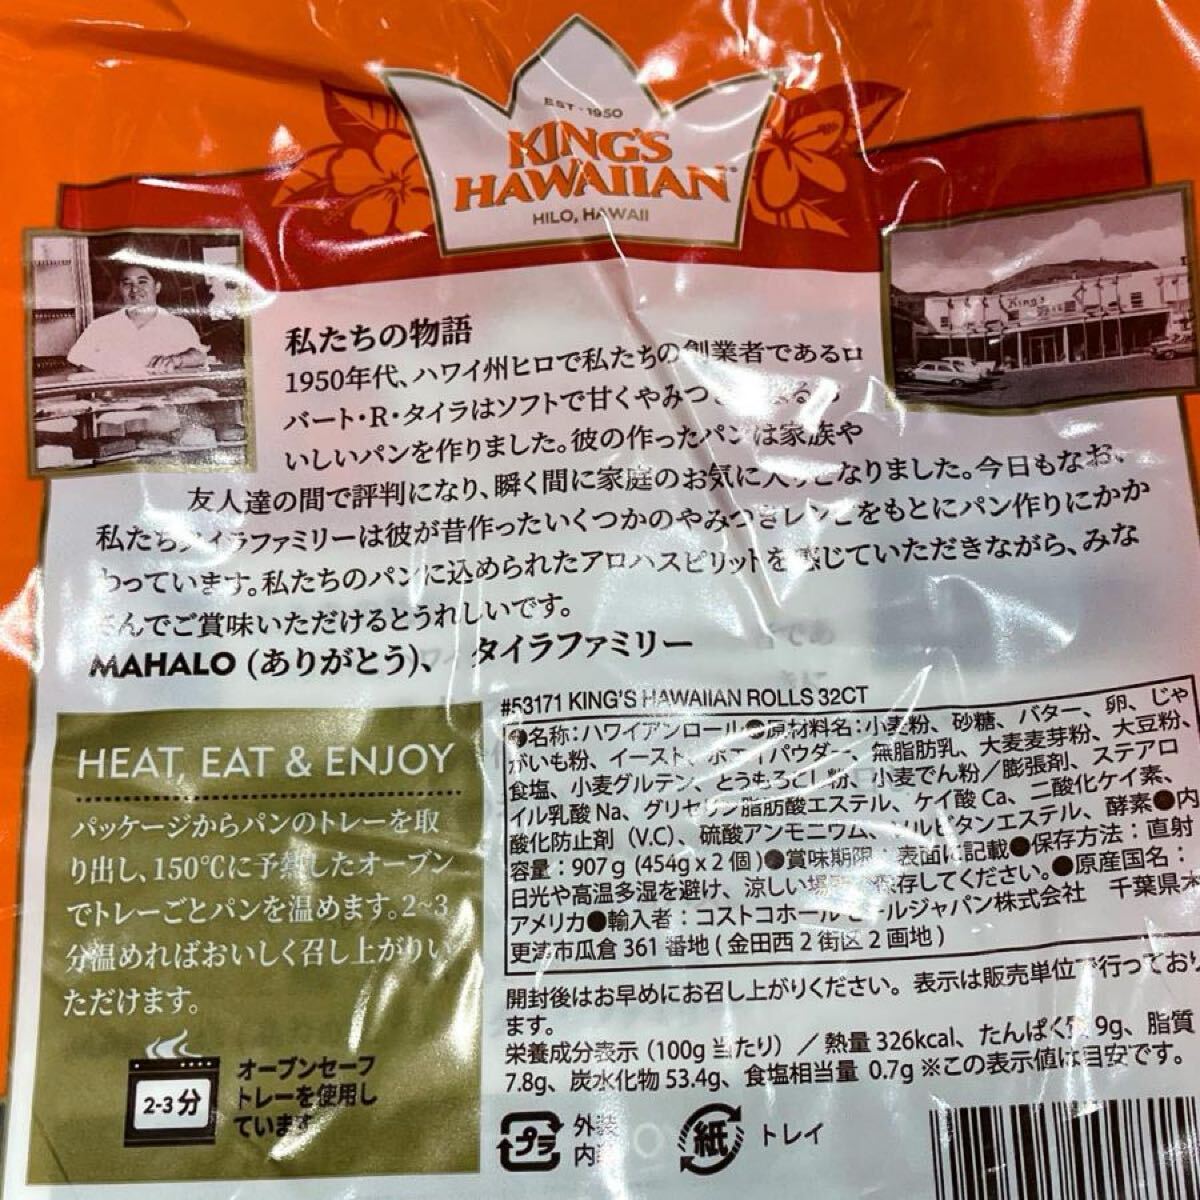 EST - 1950
KING'S
HAWAIIAN
HILO, HAWAII
King's
私たちの物語
1950年代、ハワイ州ヒロで私たちの創業者であるロ
バート・R・タイラはソフトで甘くやみつ
いしいパンを作りました。彼の作ったパンは家族や
友人達の間で評判になり、瞬く間に家庭のお気に入りとなりました。今日もなお、
私たちタイラファミリーは彼が昔作ったいくつかのやみつきレシピをもとにパン作りにかか
わっています。私たちのパンに込められたアロハスピリットを感じていただきながら、みな
さんでご賞味いただけるとうれしいです。
MAHALO (ありがとう)、 タイラファミリー
HEAT, EAT & ENJOY
パッケージからパンのトレーを取
り出し、150℃に予熱したオーブン
でトレーごとパンを温めます。2~3
分温めればおいしく召し上がりい
ただけます。
2-3分
オーブンセーフ
トレーを使用し
ています
#53171 KING'S HAWAIIAN ROLLS 32CT
●名称:ハワイアンロール●原材料名:小麦粉、砂糖、バター、卵、じゃ
がいも粉、イースト、ホエイパウダー、無脂肪乳、大麦麦芽粉、大豆粉、
食塩、小麦グルテン、とうもろこし粉、小麦でん粉/膨張剤、ステアロ
イル乳酸Na、グリセリン脂肪酸エステル、ケイ酸Ca、二酸化ケイ素、
酸化防止剤 (V.C)、硫酸アンモニウム、ソルビタンエステル、酵素●内
容量:907g (454g x 2個)●賞味期限:表面に記載●保存方法:直射
日光や高温多湿を避け、涼しい場所で保存してください。●原産国名:
アメリカ●輸入者:コストコホールセールジャパン株式会社 千葉県木
更津市瓜倉361番地(金田西2街区2画地)
開封後はお早めにお召し上がりください。表示は販売単位で行っており
ます。
栄養成分表示 (100g当たり) / 熱量 326kcal、たんぱく質 9g、脂質
7.8g、炭水化物 53.4g、食塩相当量 0.7g ※この表示値は目安です。
プラ
外装
内
紙
トレイ